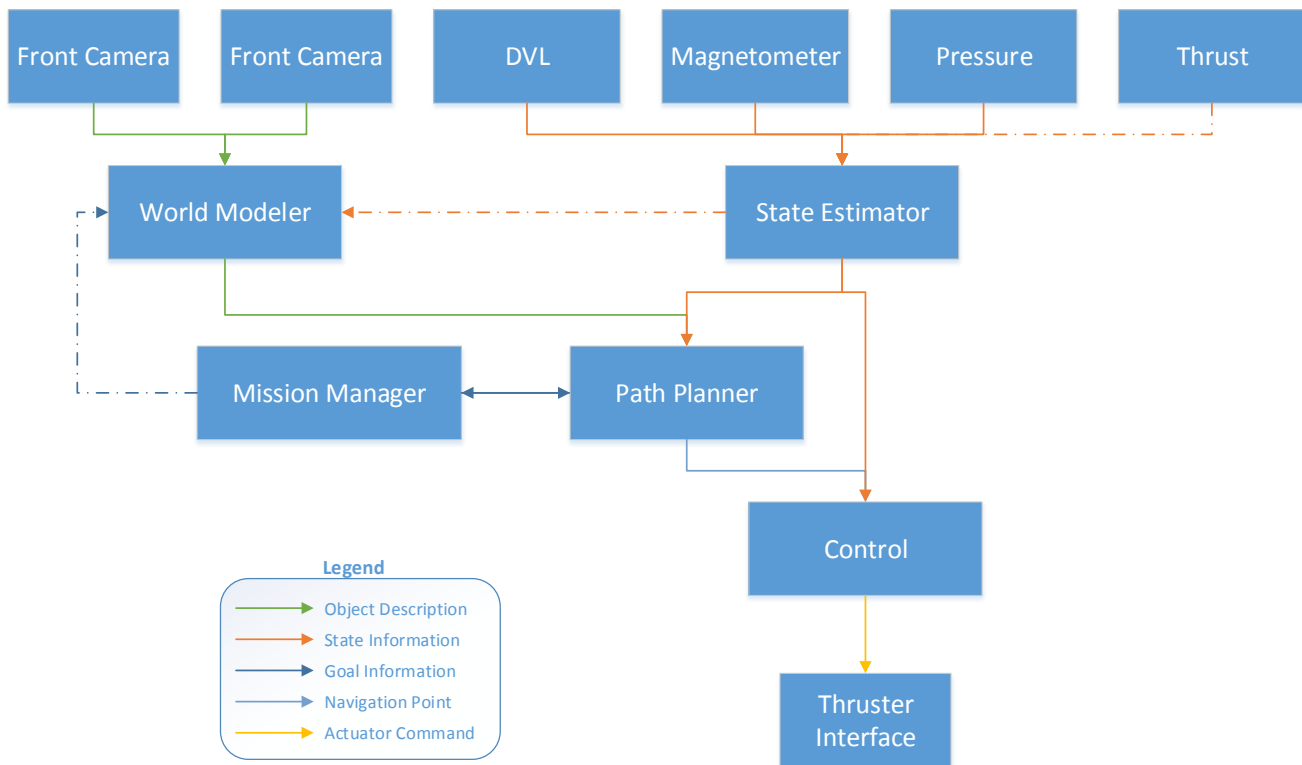 Front Camera
Front Camera
DVL
Magnetometer
Pressure
Thrust
World Modeler
State Estimator
Mission Manager
Path Planner
Control
Legend
Object Description
State Information
Goal Information
Navigation Point
Actuator Command
Thruster
Interface